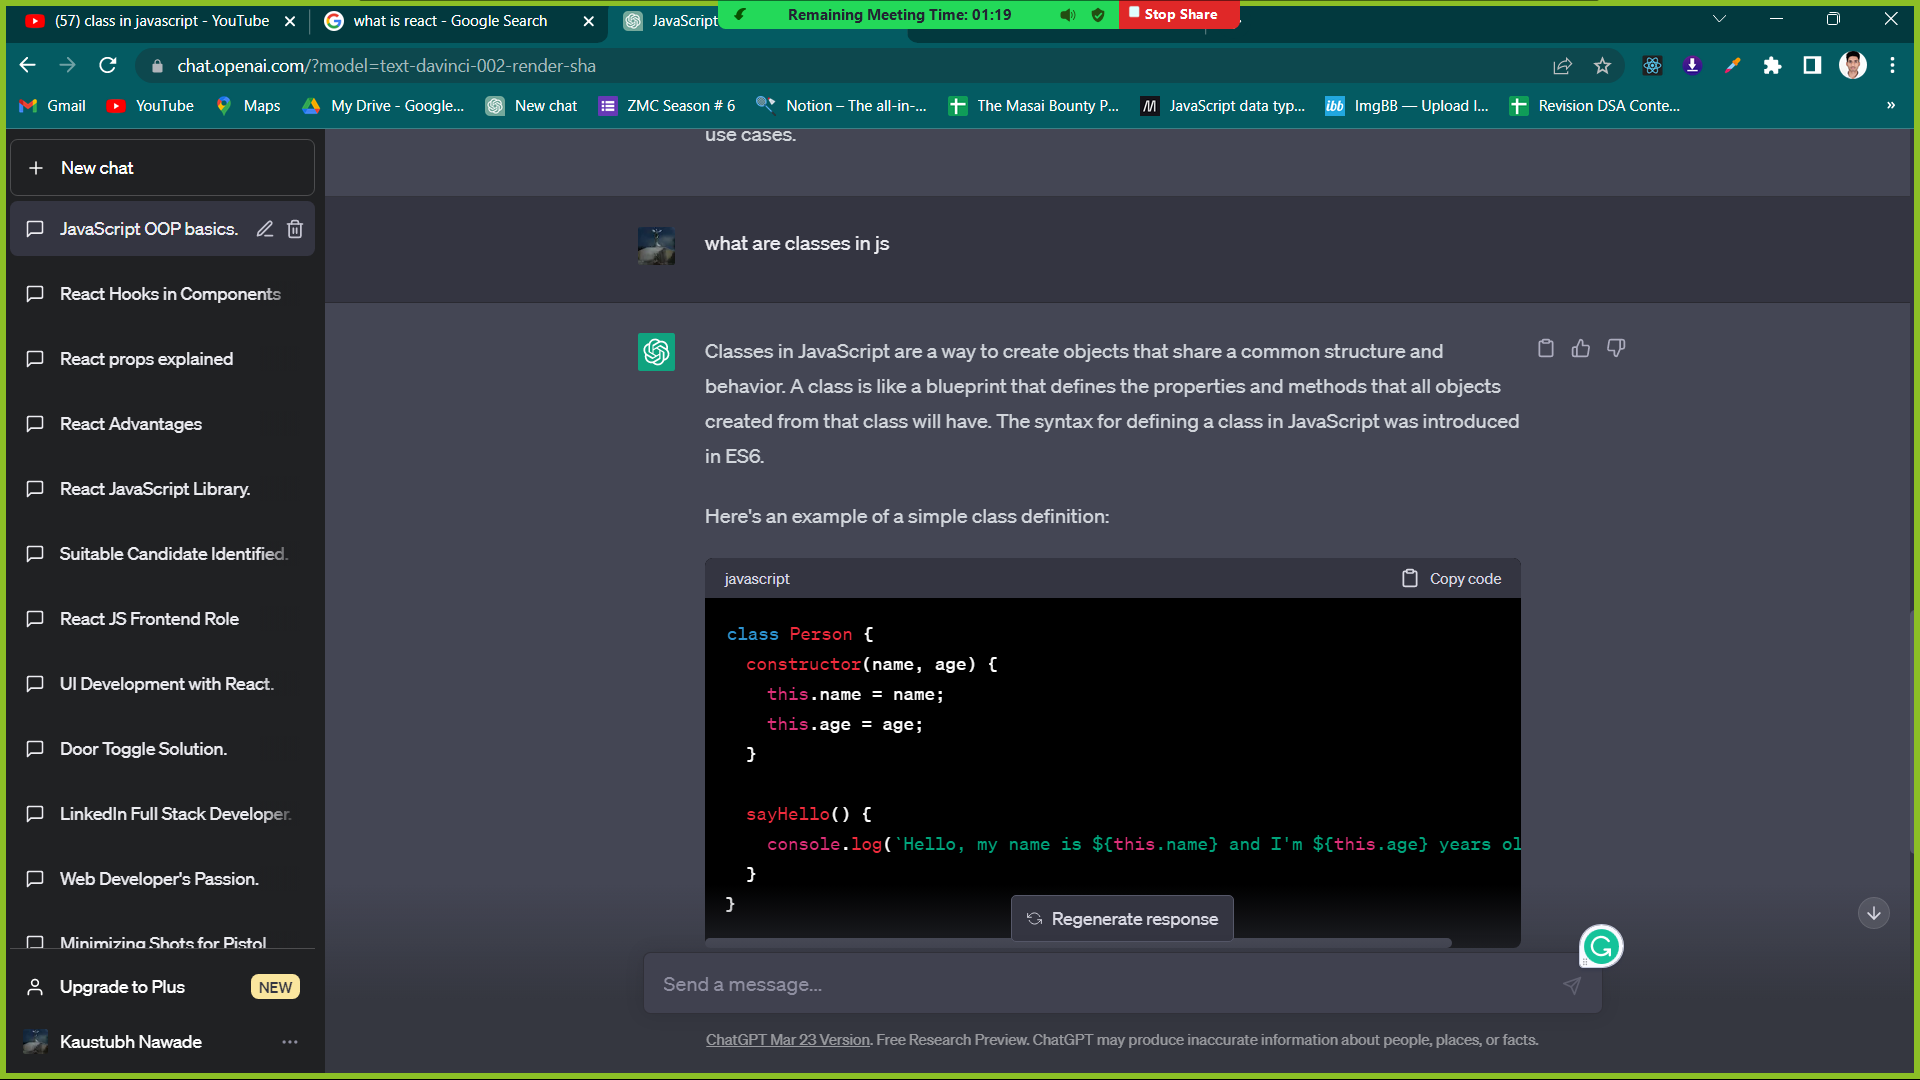 (57) class in javascript - YouTube
what is react - Google Search
JavaScript
Remaining Meeting Time: 01:19
Stop Share
chat.openai.com/?model=text-davinci-002-render-sha
Gmail
YouTube
Maps
My Drive - Google...
New chat
ZMC Season # 6
Notion – The all-in-...
The Masai Bounty P...
JavaScript data typ...
ibb
ImgBB — Upload I...
Revision DSA Conte...
»
New chat
JavaScript OOP basics.
React Hooks in Components
React props explained
React Advantages
React JavaScript Library.
Suitable Candidate Identified.
React JS Frontend Role
UI Development with React.
Door Toggle Solution.
LinkedIn Full Stack Developer.
Web Developer's Passion.
Minimizing Shots for Pistol
Upgrade to Plus
NEW
Kaustubh Nawade
use cases.
what are classes in js
Classes in JavaScript are a way to create objects that share a common structure and
behavior. A class is like a blueprint that defines the properties and methods that all objects
created from that class will have. The syntax for defining a class in JavaScript was introduced
in ES6.
Here's an example of a simple class definition:
javascript
Copy code
class Person {
constructor(name, age) {
this.name = name;
this.age = age;
}
sayHello() {
console.log(`Hello, my name is ${this.name} and I'm ${this.age} years ol
}
}
Regenerate response
Send a message...
ChatGPT Mar 23 Version. Free Research Preview. ChatGPT may produce inaccurate information about people, places, or facts.